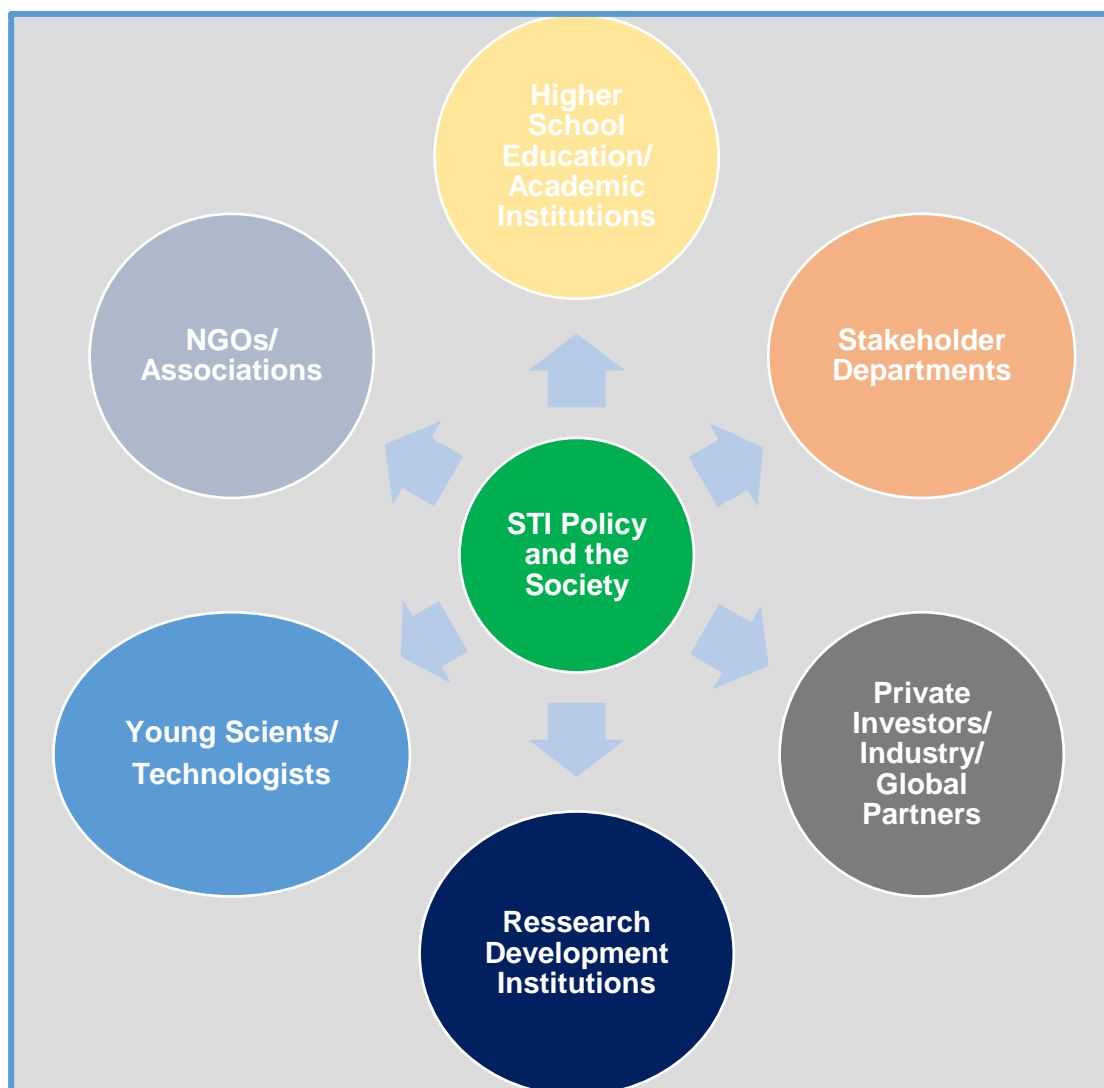 Higher
School
Education/
Academic
Institutions
NGOs/
Associations
Stakeholder
Departments
STI Policy
and the
Society
Young Scients/
Technologists
Private
Investors/
Industry/
Global
Partners
Ressearch
Development
Institutions